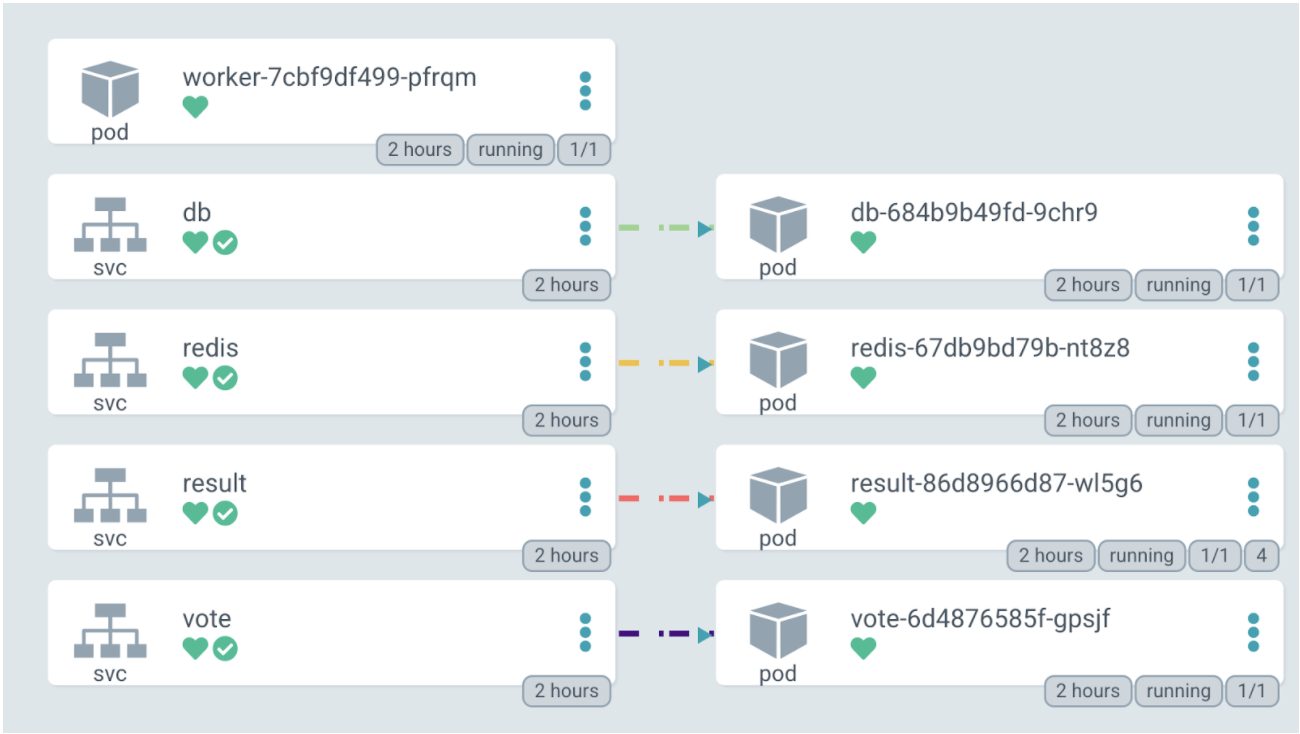 worker-7cbf9df499-pfrqm
pod
2 hours running 1/1
db
svc
2 hours
db-684b9b49fd-9chr9
pod
2 hours running 1/1
redis
svc
2 hours
redis-67db9bd79b-nt8z8
pod
2 hours running 1/1
result
svc
2 hours
result-86d8966d87-wl5g6
pod
2 hours running 1/1 4
vote
svc
2 hours
vote-6d4876585f-gpsjf
pod
2 hours running 1/1